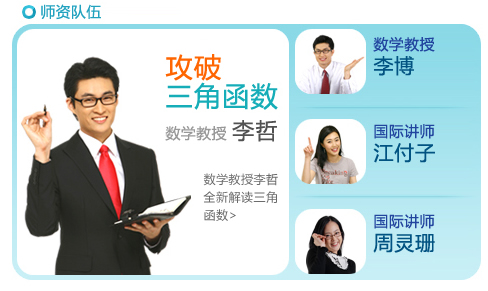 师资队伍
攻破
三角函数
数学教授 李哲
数学教授李哲
全新解读三角
函数>
数学教授
李博
国际讲师
江付子
国际讲师
周灵珊